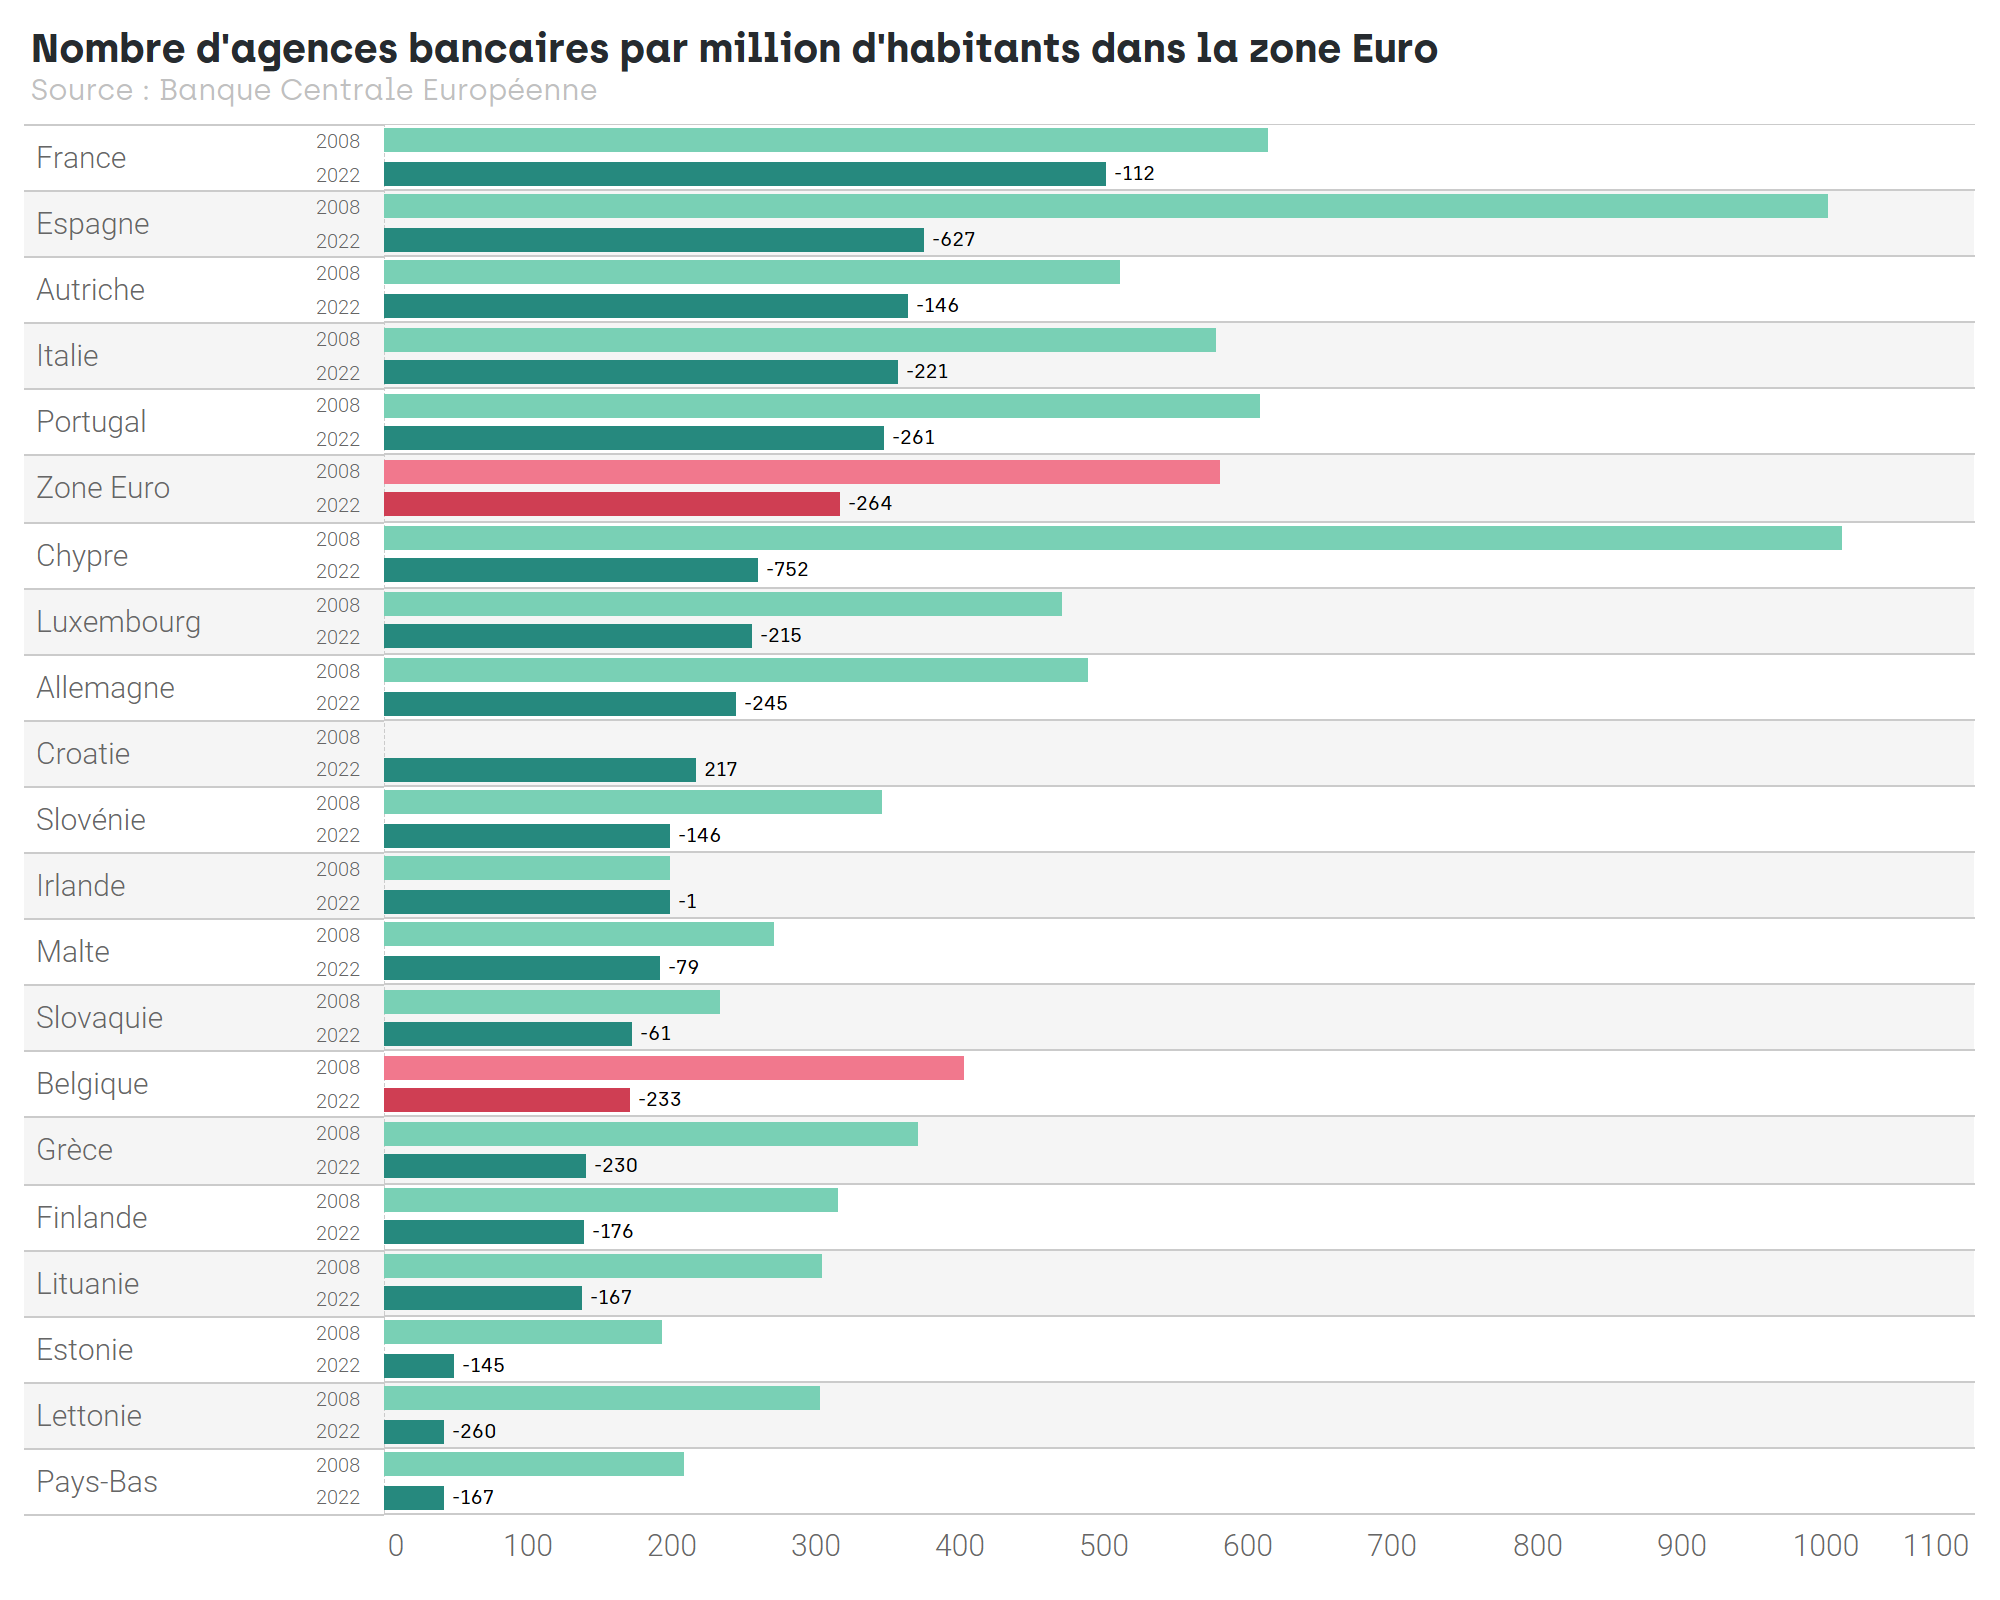 Nombre d'agences bancaires par million d'habitants dans la zone Euro
Source : Banque Centrale Européenne
France
2008
2022
-112
Espagne
2008
2022
-627
Autriche
2008
2022
-146
Italie
2008
2022
-221
Portugal
2008
2022
-261
Zone Euro
2008
2022
-264
Chypre
2008
2022
-752
Luxembourg
2008
2022
-215
Allemagne
2008
2022
-245
Croatie
2008
2022
217
Slovénie
2008
2022
-146
Irlande
2008
2022
-1
Malte
2008
2022
-79
Slovaquie
2008
2022
-61
Belgique
2008
2022
-233
Grèce
2008
2022
-230
Finlande
2008
2022
-176
Lituanie
2008
2022
-167
Estonie
2008
2022
-145
Lettonie
2008
2022
-260
Pays-Bas
2008
2022
-167
0 100 200 300 400 500 600 700 800 900 1000 1100